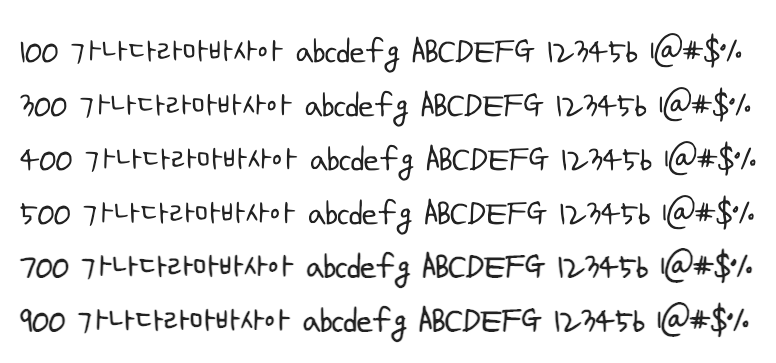 100 가나다라마바사아 abcdefg ABCDEFG 123456 !@#$%
300 가나다라마바사아 abcdefg ABCDEFG 123456 !@#$%
400 가나다라마바사아 abcdefg ABCDEFG 123456 !@#$%
500 가나다라마바사아 abcdefg ABCDEFG 123456 !@#$%
700 가나다라마바사아 abcdefg ABCDEFG 123456 !@#$%
900 가나다라마바사아 abcdefg ABCDEFG 123456 !@#$%